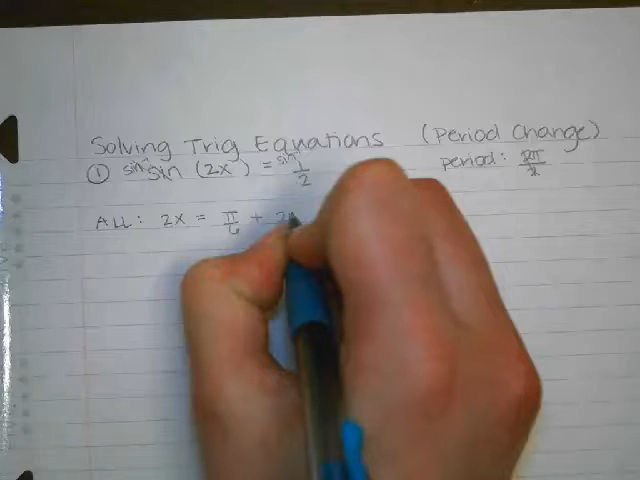 Solving Trig Equations (Period Change)
① sin⁻¹ sin (2x) = sin⁻¹ 1/2 period: 2π/2
ALL: 2x = π/6 + 2